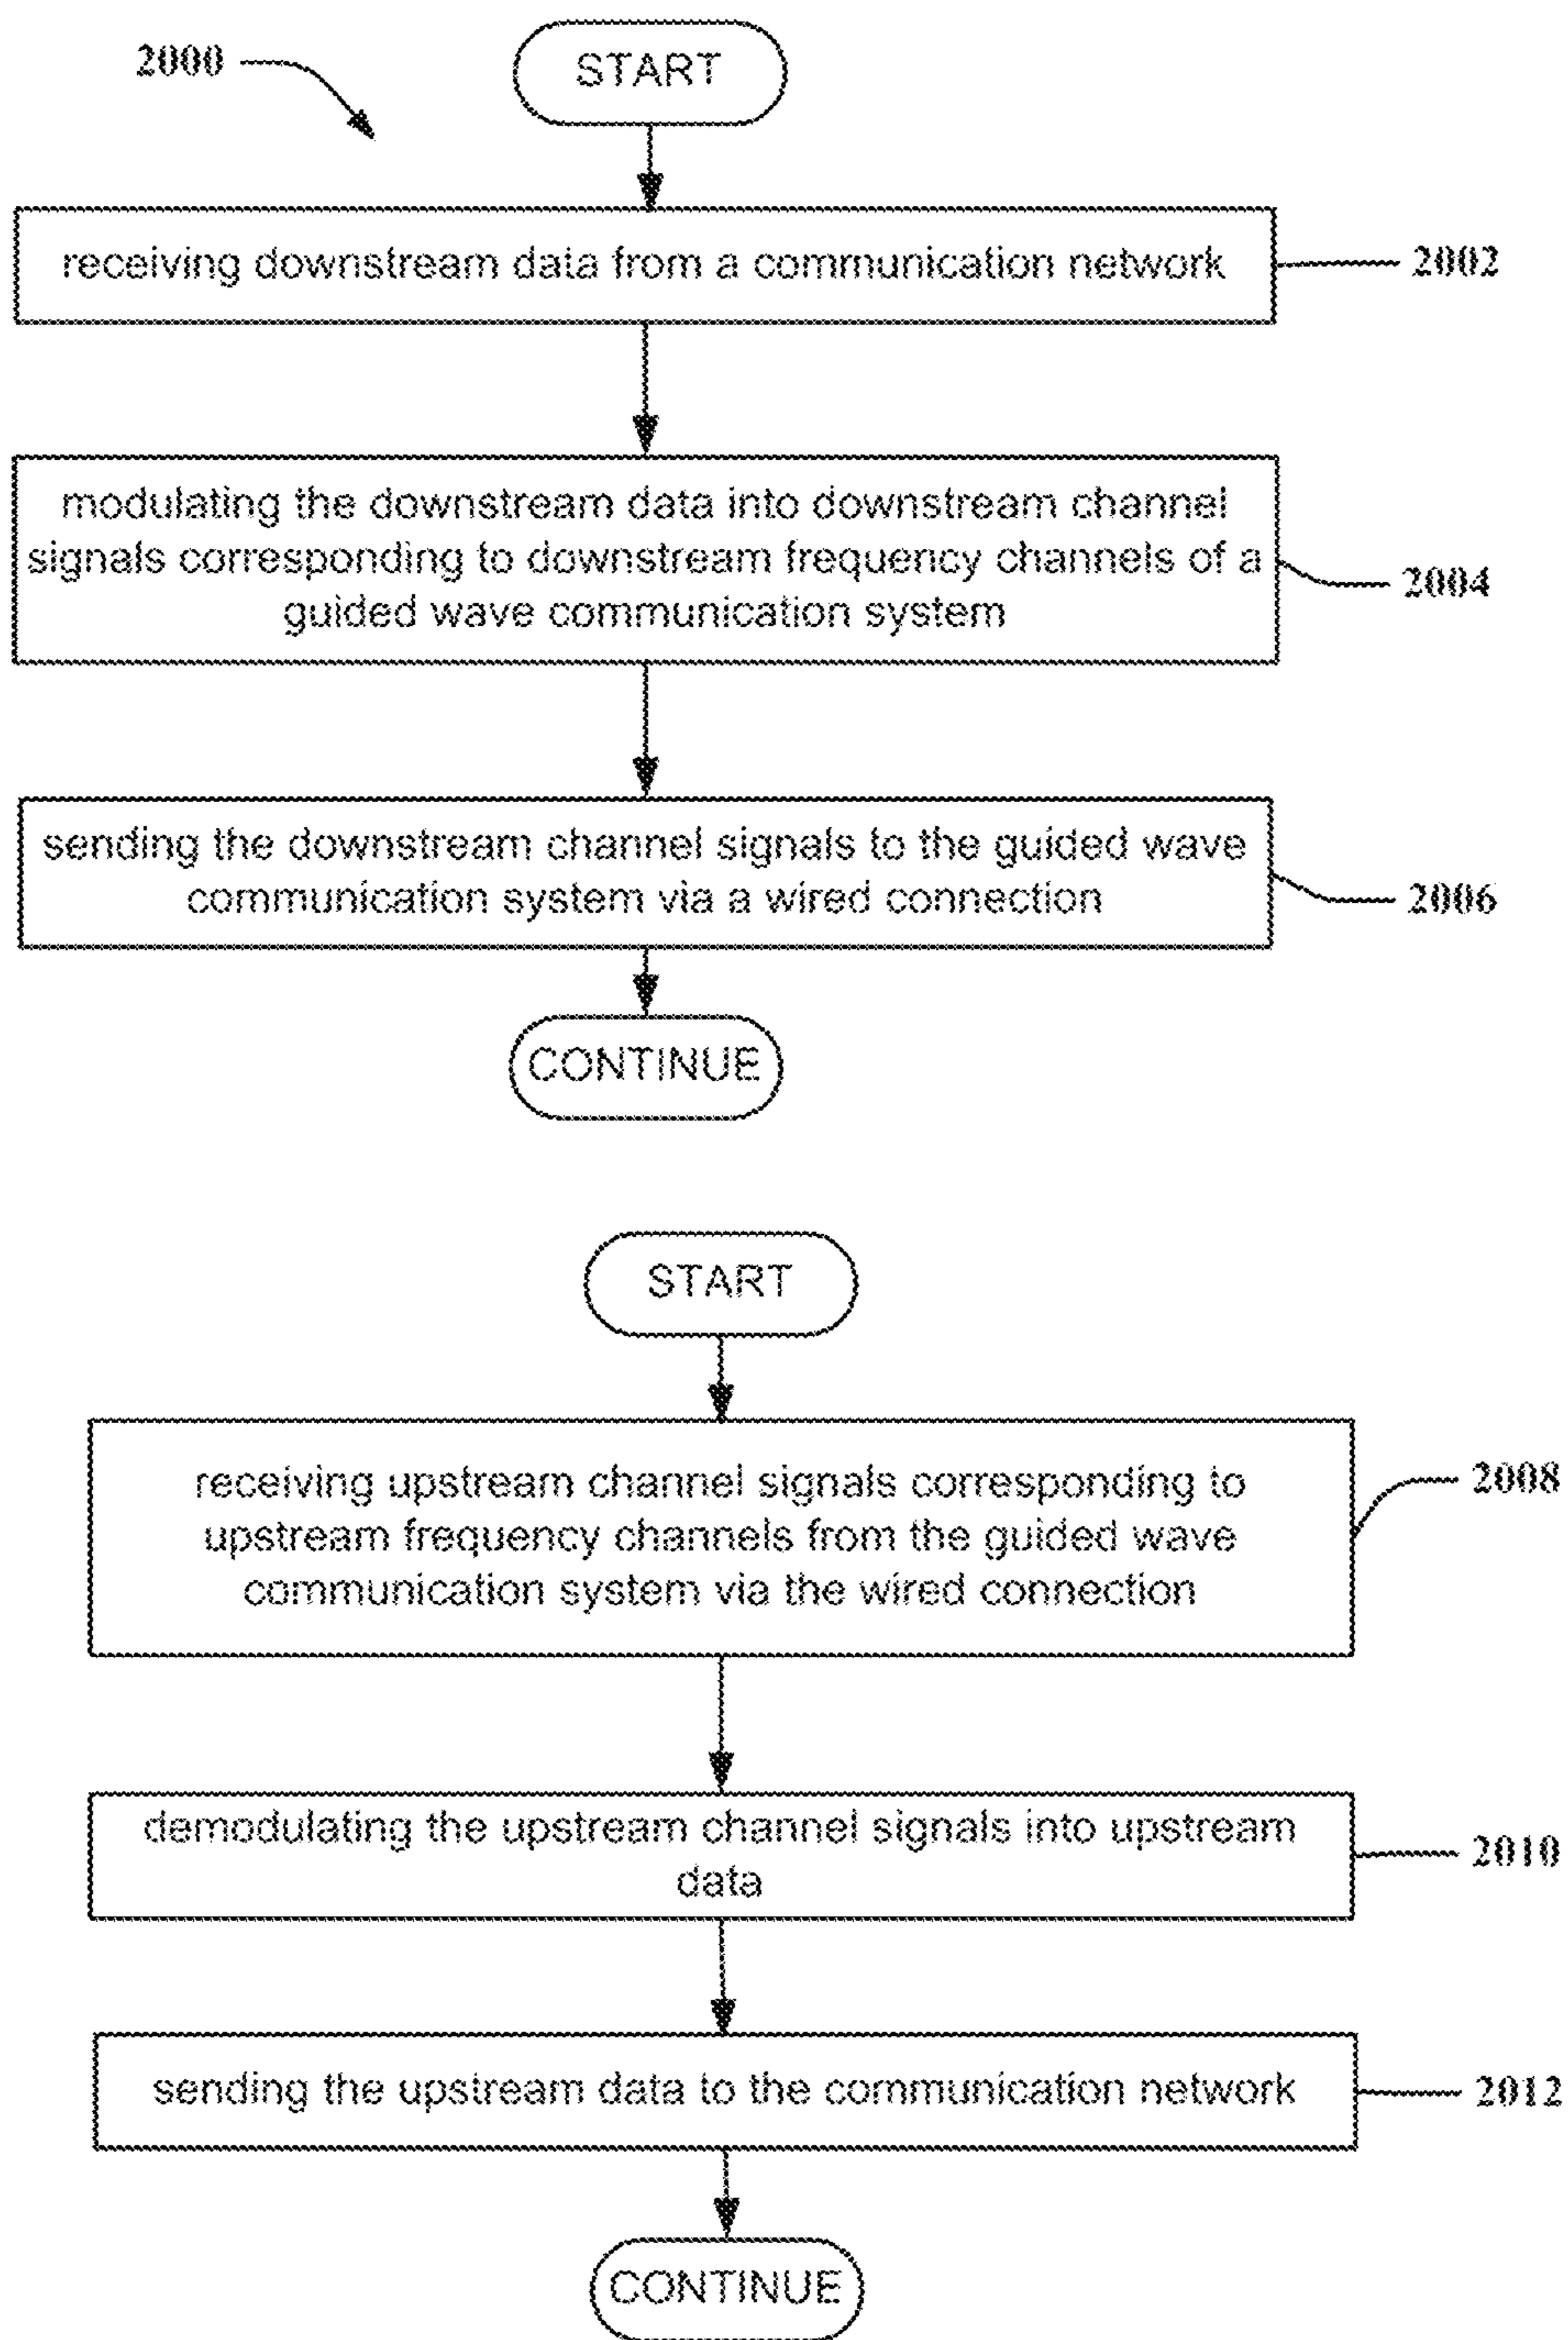 2000
START
receiving downstream data from a communication network
2002
modulating the downstream data into downstream channel
signals corresponding to downstream frequency channels of a
guided wave communication system
2004
sending the downstream channel signals to the guided wave
communication system via a wired connection
2006
CONTINUE
START
receiving upstream channel signals corresponding to
upstream frequency channels from the guided wave
communication system via the wired connection
2008
demodulating the upstream channel signals into upstream
data
2010
sending the upstream data to the communication network
2012
CONTINUE